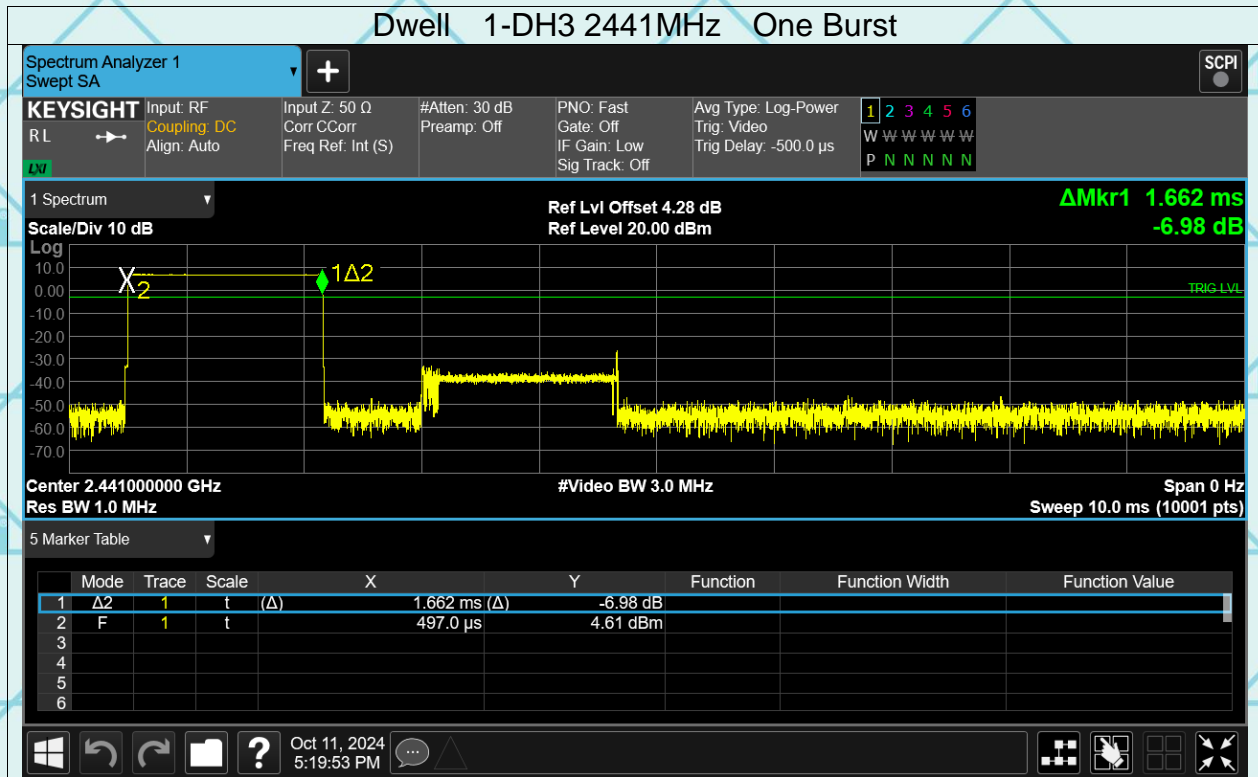 Dwell 1-DH3 2441MHz One Burst
Spectrum Analyzer 1
Swept SA
▼
+
SCPI
KEYSIGHT
RL
LXI
Input: RF
Coupling: DC
Align: Auto
Input Z: 50 Ω
Corr CCorr
Freq Ref: Int (S)
#Atten: 30 dB
Preamp: Off
PNO: Fast
Gate: Off
IF Gain: Low
Sig Track: Off
Avg Type: Log-Power
Trig: Video
Trig Delay: -500.0 µs
1 2 3 4 5 6
W W W W W W
P N N N N N
1 Spectrum ▼
Scale/Div 10 dB
Ref Lvl Offset 4.28 dB
Ref Level 20.00 dBm
ΔMkr1 1.662 ms
-6.98 dB
Log
10.0
0.00
-10.0
-20.0
-30.0
-40.0
-50.0
-60.0
-70.0
X
2
1Δ2
TRIG LVL
Center 2.441000000 GHz
#Video BW 3.0 MHz
Span 0 Hz
Res BW 1.0 MHz
Sweep 10.0 ms (10001 pts)
5 Marker Table ▼
Mode Trace Scale X Y Function Function Width Function Value
1 Δ2 1 t (Δ) 1.662 ms (Δ) -6.98 dB
2 F 1 t 497.0 µs 4.61 dBm
3
4
5
6
?
Oct 11, 2024
5:19:53 PM
...